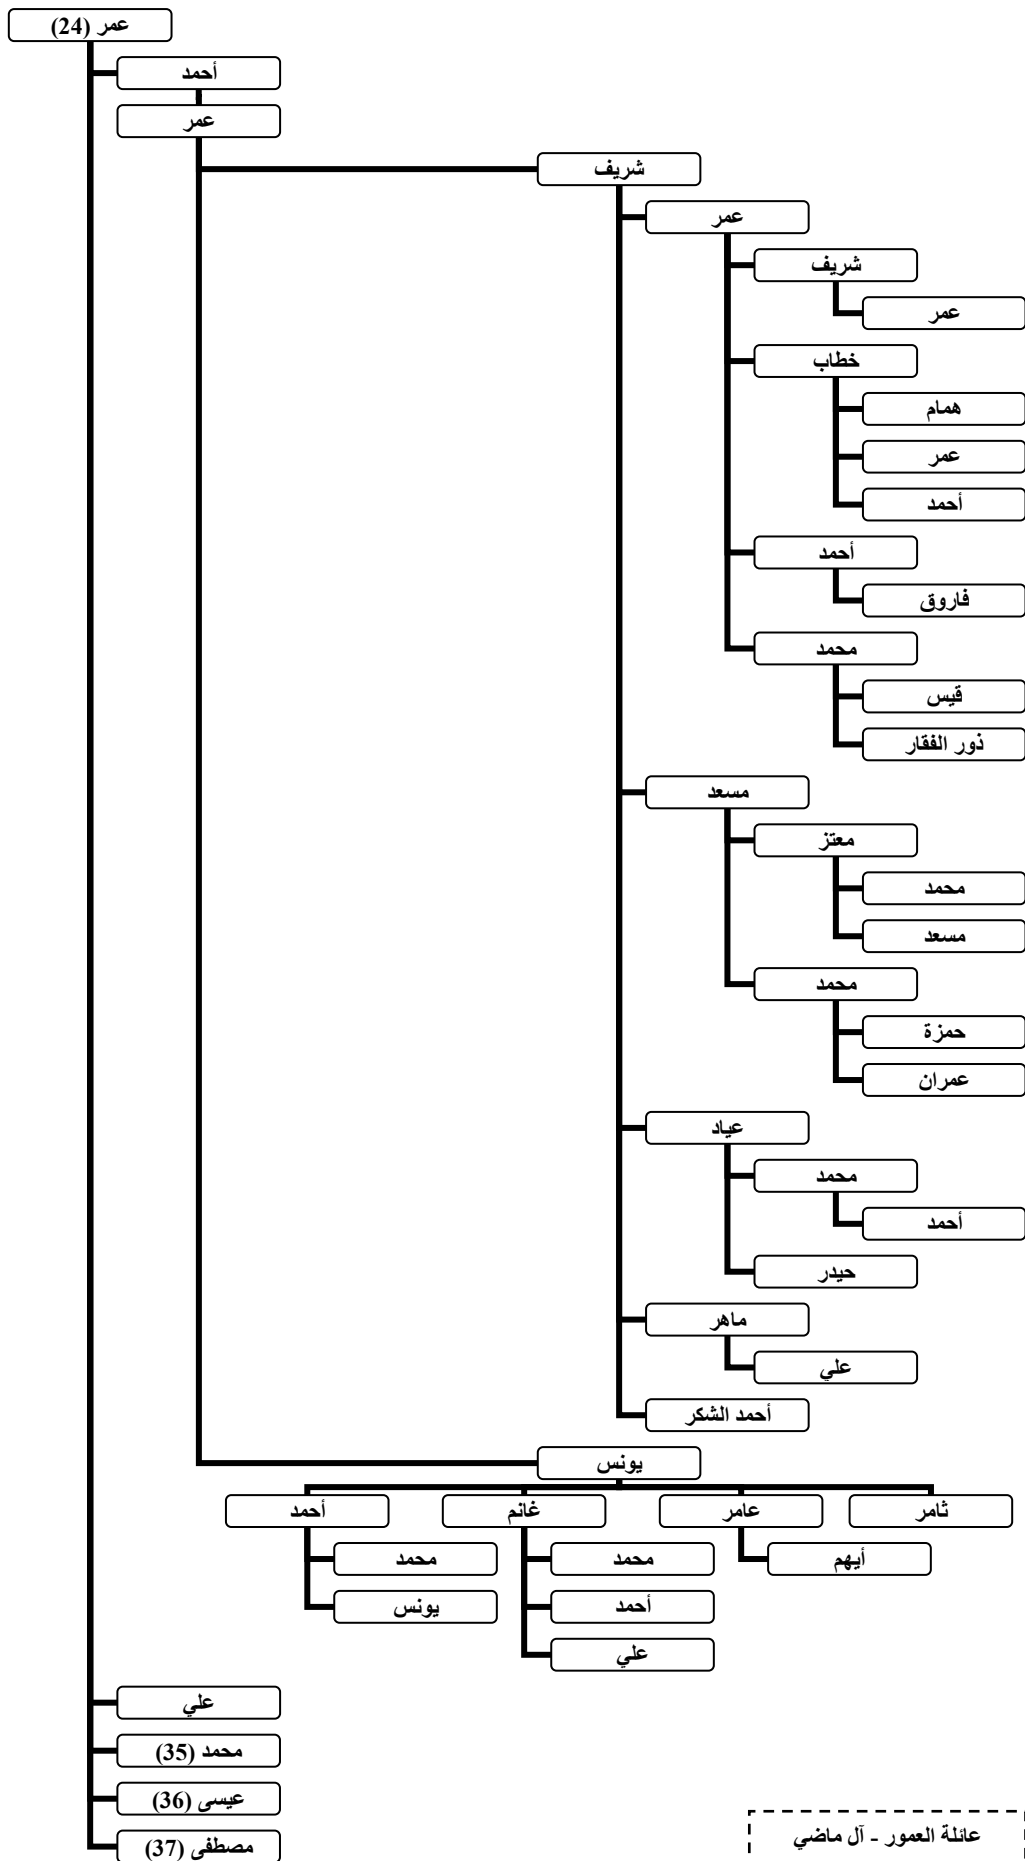 عمر (24)
أحمد
عمر
شريف
عمر
شريف
عمر
خطاب
همام
عمر
أحمد
أحمد
فاروق
محمد
قيس
ذور الفقار
مسعد
معتز
محمد
مسعد
محمد
حمزة
عمران
عياد
محمد
أحمد
حيدر
ماهر
علي
أحمد الشكر
يونس
ثامر
عامر
غانم
أحمد
أيهم
محمد
محمد
أحمد
يونس
علي
علي
محمد (35)
عيسى (36)
مصطفى (37)
عائلة العمور - آل ماضي